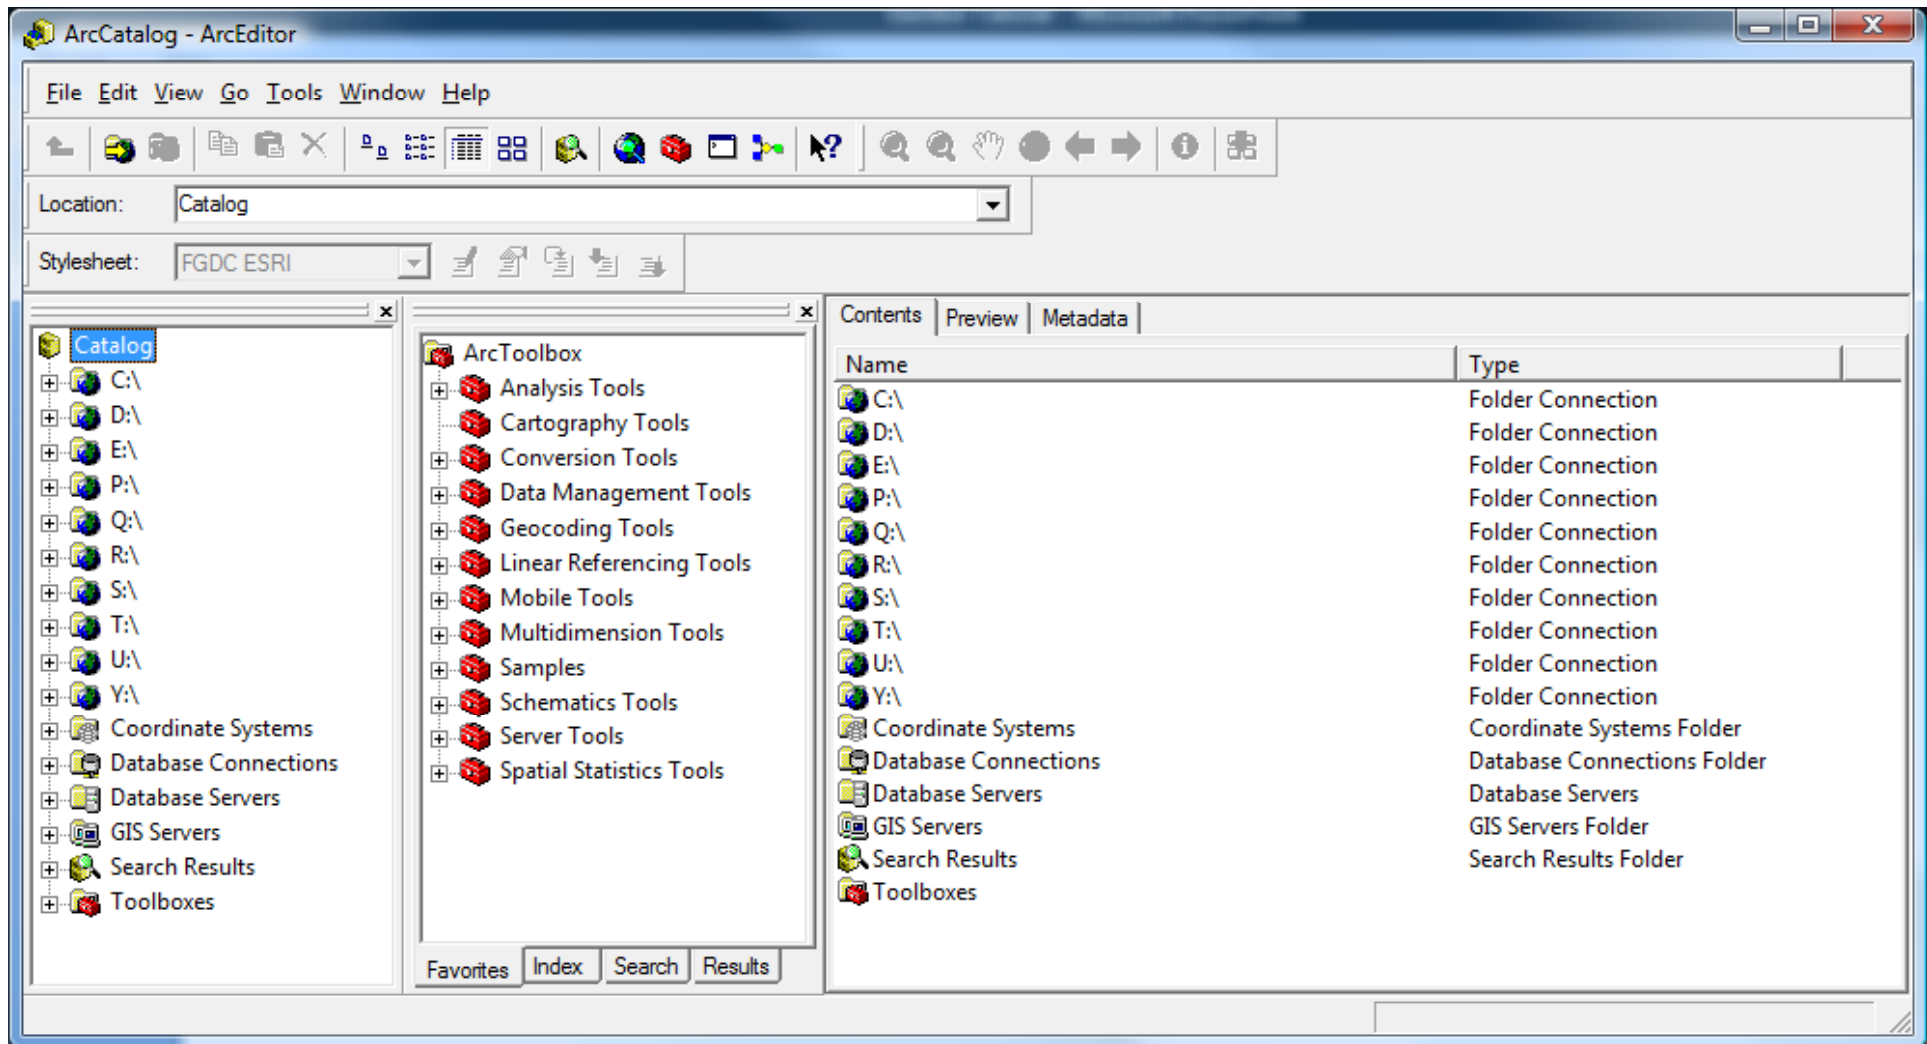 ArcCatalog - ArcEditor
File Edit View Go Tools Window Help
Location: Catalog
Stylesheet: FGDC ESRI
Catalog
C:\
D:\
E:\
P:\
Q:\
R:\
S:\
T:\
U:\
Y:\
Coordinate Systems
Database Connections
Database Servers
GIS Servers
Search Results
Toolboxes
ArcToolbox
Analysis Tools
Cartography Tools
Conversion Tools
Data Management Tools
Geocoding Tools
Linear Referencing Tools
Mobile Tools
Multidimension Tools
Samples
Schematics Tools
Server Tools
Spatial Statistics Tools
Favorites Index Search Results
Contents Preview Metadata
Name Type
C:\ Folder Connection
D:\ Folder Connection
E:\ Folder Connection
P:\ Folder Connection
Q:\ Folder Connection
R:\ Folder Connection
S:\ Folder Connection
T:\ Folder Connection
U:\ Folder Connection
Y:\ Folder Connection
Coordinate Systems Coordinate Systems Folder
Database Connections Database Connections Folder
Database Servers Database Servers
GIS Servers GIS Servers Folder
Search Results Search Results Folder
Toolboxes